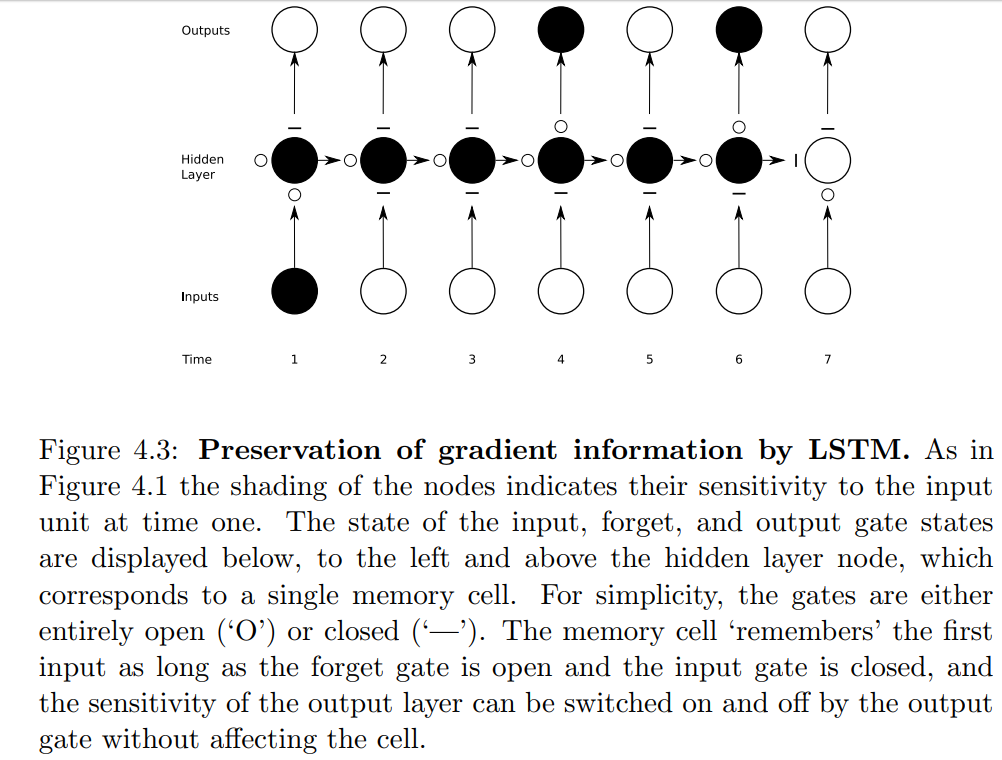 Outputs
Hidden
Layer
Inputs
Time 1 2 3 4 5 6 7
Figure 4.3: Preservation of gradient information by LSTM. As in
Figure 4.1 the shading of the nodes indicates their sensitivity to the input
unit at time one. The state of the input, forget, and output gate states
are displayed below, to the left and above the hidden layer node, which
corresponds to a single memory cell. For simplicity, the gates are either
entirely open (‘O’) or closed (‘—’). The memory cell ‘remembers’ the first
input as long as the forget gate is open and the input gate is closed, and
the sensitivity of the output layer can be switched on and off by the output
gate without affecting the cell.